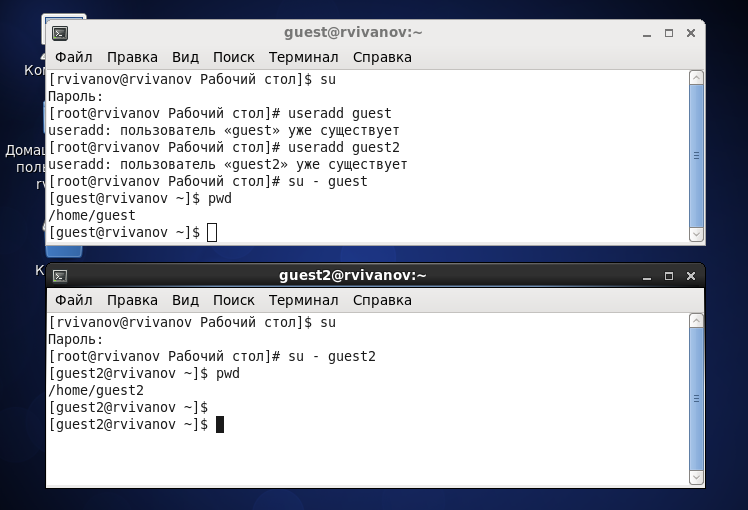 guest@rvivanov:~
Файл Правка Вид Поиск Терминал Справка
[rvivanov@rvivanov Рабочий стол]$ su
Пароль:
[root@rvivanov Рабочий стол]# useradd guest
useradd: пользователь «guest» уже существует
[root@rvivanov Рабочий стол]# useradd guest2
useradd: пользователь «guest2» уже существует
[root@rvivanov Рабочий стол]# su - guest
[guest@rvivanov ~]$ pwd
/home/guest
[guest@rvivanov ~]$
guest2@rvivanov:~
Файл Правка Вид Поиск Терминал Справка
[rvivanov@rvivanov Рабочий стол]$ su
Пароль:
[root@rvivanov Рабочий стол]# su - guest2
[guest2@rvivanov ~]$ pwd
/home/guest2
[guest2@rvivanov ~]$
[guest2@rvivanov ~]$